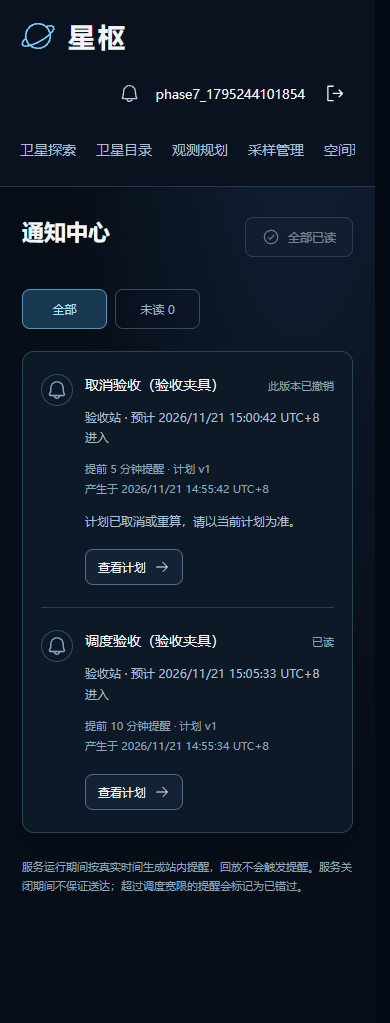 星枢
phase7_1795244101854
卫星探索 卫星目录 观测规划 采样管理 空间
通知中心
全部已读
全部
未读 0
取消验收（验收夹具）
此版本已撤销
验收站 · 预计 2026/11/21 15:00:42 UTC+8
进入
提前 5 分钟提醒 · 计划 v1
产生于 2026/11/21 14:55:42 UTC+8
计划已取消或重算，请以当前计划为准。
查看计划
调度验收（验收夹具）
已读
验收站 · 预计 2026/11/21 15:05:33 UTC+8
进入
提前 10 分钟提醒 · 计划 v1
产生于 2026/11/21 14:55:34 UTC+8
查看计划
服务运行期间按真实时间生成站内提醒，回放不会触发提醒。服务关
闭期间不保证送达；超过调度宽限的提醒会标记为已错过。